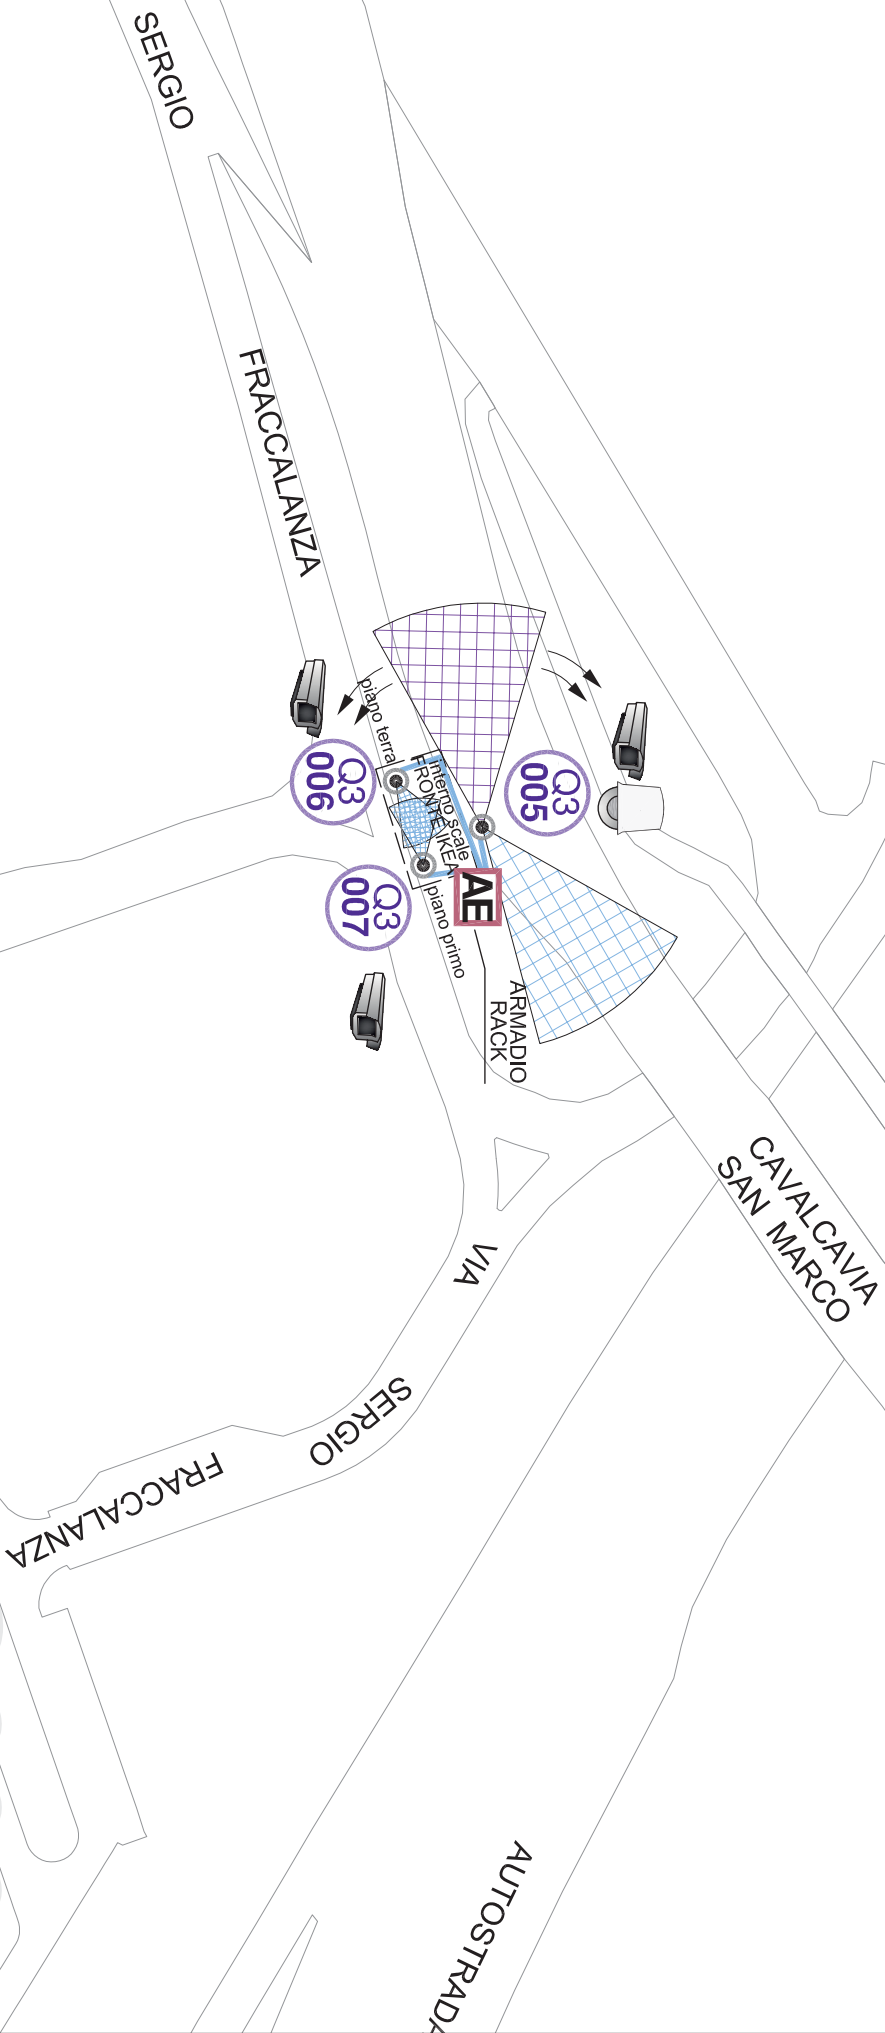 SERGIO
FRACCALANZA
piano terra
Q3
006
interno scale
FRONTE IKEA
Q3
005
Q3
007
AE
piano primo
ARMADIO
RACK
CAVALCAVIA
SAN MARCO
VIA
SERGIO
FRACCALANZA
AUTOSTRADA